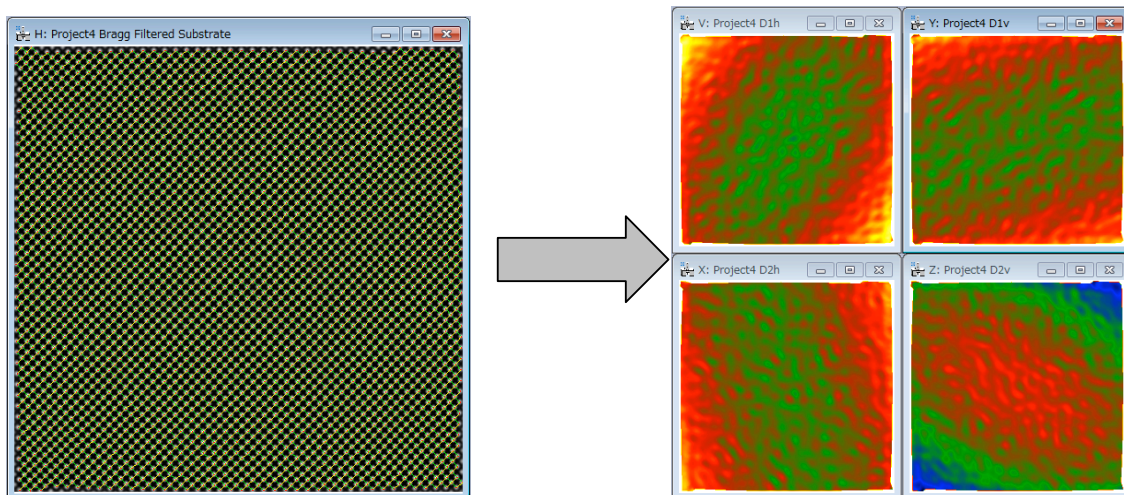 H: Project4 Bragg Filtered Substrate
V: Project4 D1h
Y: Project4 D1v
X: Project4 D2h
Z: Project4 D2v